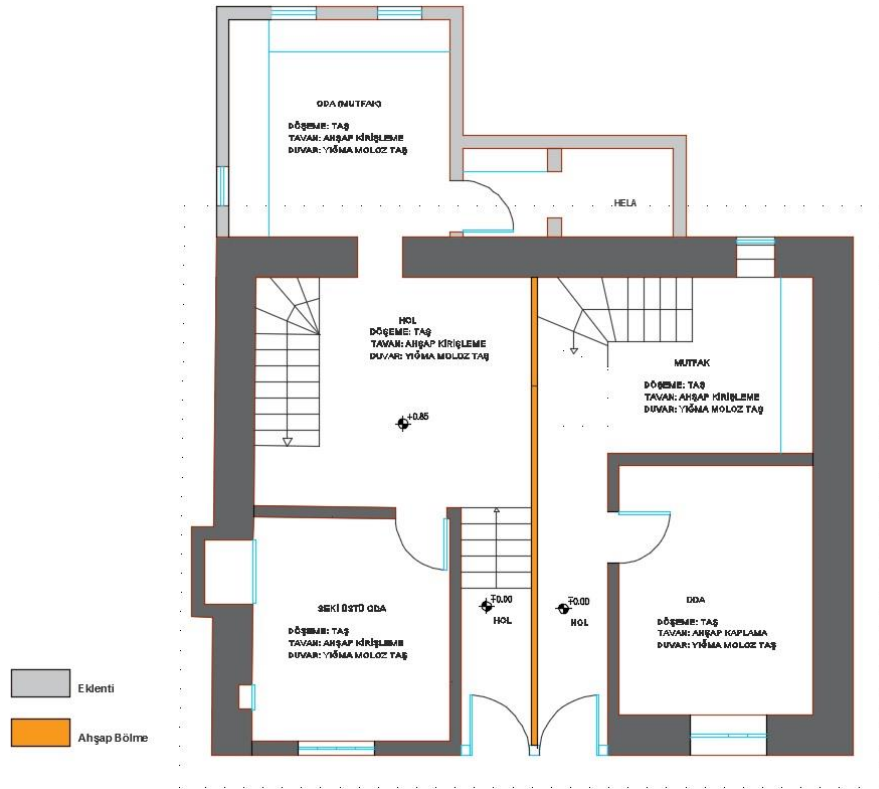 ODA (MUTFAK)
DÖŞEME: TAŞ
TAVAN: AHŞAP KİRİŞLEME
DUVAR: YIĞMA MOLOZ TAŞ
HELA
HOL
DÖŞEME: TAŞ
TAVAN: AHŞAP KİRİŞLEME
DUVAR: YIĞMA MOLOZ TAŞ
+0.85
MUTFAK
DÖŞEME: TAŞ
TAVAN: AHŞAP KİRİŞLEME
DUVAR: YIĞMA MOLOZ TAŞ
SEKİ ÜSTÜ ODA
DÖŞEME: TAŞ
TAVAN: AHŞAP KİRİŞLEME
DUVAR: YIĞMA MOLOZ TAŞ
∓0.00
HOL
∓0.00
HOL
ODA
DÖŞEME: TAŞ
TAVAN: AHŞAP KAPLAMA
DUVAR: YIĞMA MOLOZ TAŞ
Eklenti
Ahşap Bölme